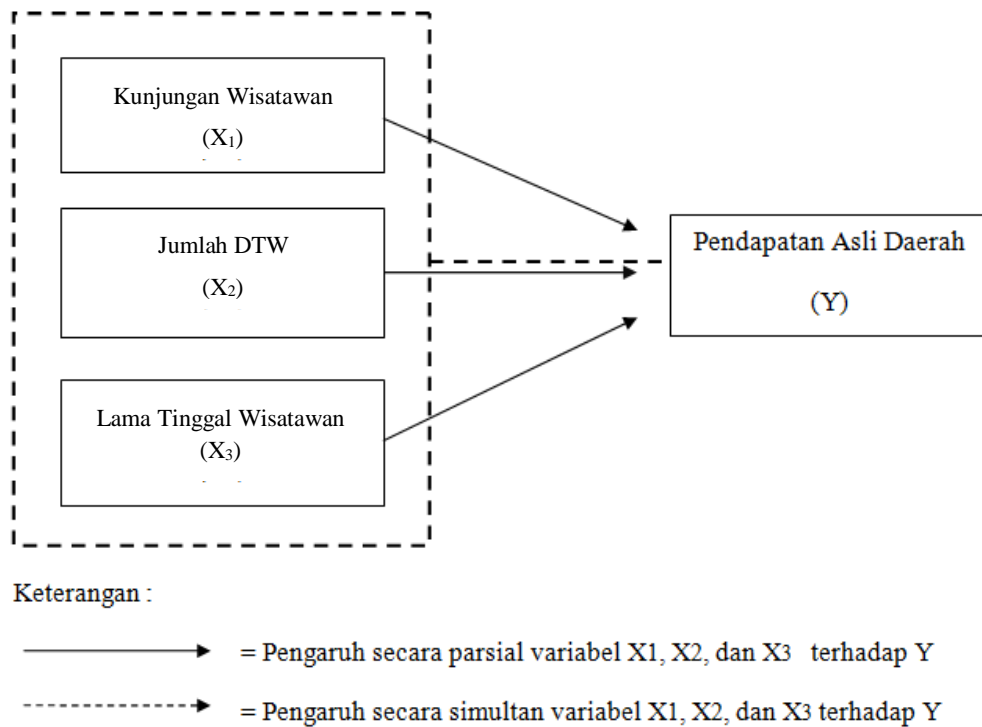 Kunjungan Wisatawan
(X₁)
Jumlah DTW
(X₂)
Lama Tinggal Wisatawan
(X₃)
Pendapatan Asli Daerah
(Y)
Keterangan :
= Pengaruh secara parsial variabel X1, X2, dan X3 terhadap Y
= Pengaruh secara simultan variabel X1, X2, dan X3 terhadap Y